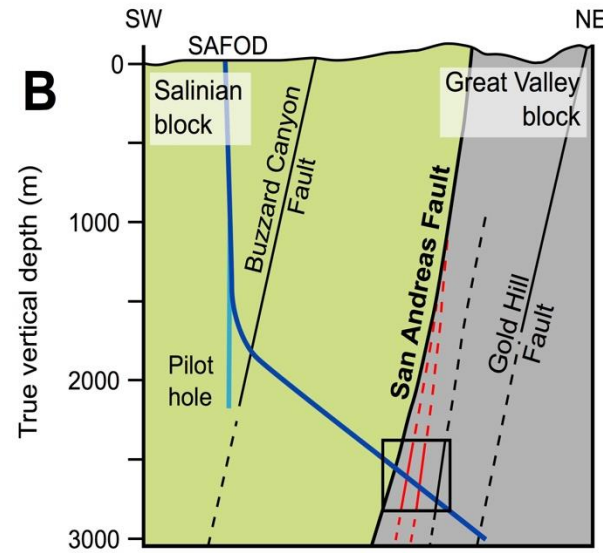 SW
NE
SAFOD
B
Salinian
block
Great Valley
block
Buzzard Canyon
Fault
San Andreas Fault
Gold Hill
Fault
Pilot
hole
True vertical depth (m)
0
1000
2000
3000